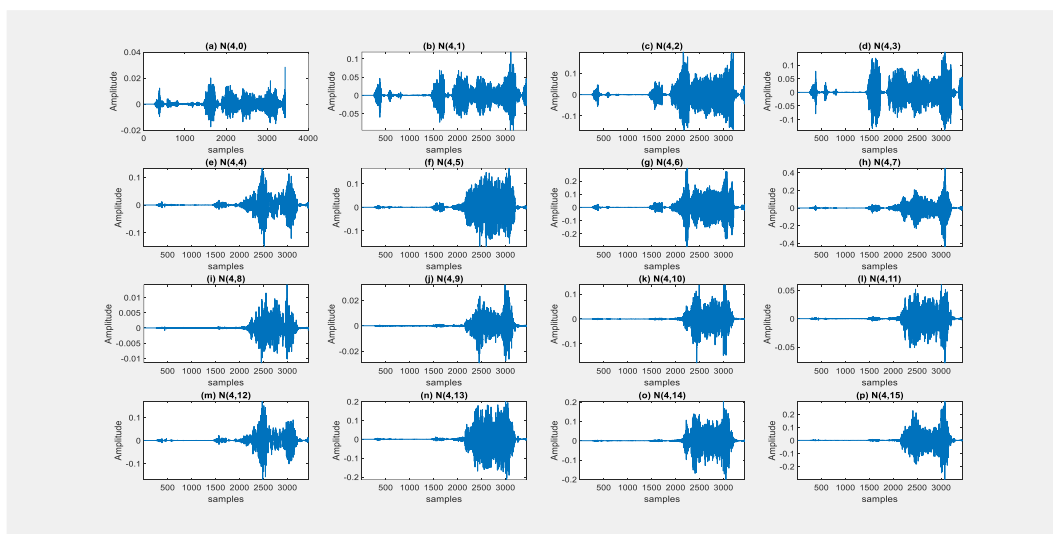 (a) N(4,0) (b) N(4,1) (c) N(4,2) (d) N(4,3)
0.04
0.02
0
-0.02
Amplitude
0 1000 2000 3000 4000
samples
0.1
0.05
0
-0.05
Amplitude
500 1000 1500 2000 2500 3000
samples
0.1
0
-0.1
Amplitude
500 1000 1500 2000 2500 3000
samples
0.1
0.05
0
-0.05
-0.1
Amplitude
500 1000 1500 2000 2500 3000
samples
(e) N(4,4) (f) N(4,5) (g) N(4,6) (h) N(4,7)
0.1
0
-0.1
Amplitude
500 1000 1500 2000 2500 3000
samples
0.1
0
-0.1
Amplitude
500 1000 1500 2000 2500 3000
samples
0.2
0.1
0
-0.1
-0.2
Amplitude
500 1000 1500 2000 2500 3000
samples
0.4
0.2
0
-0.2
-0.4
Amplitude
500 1000 1500 2000 2500 3000
samples
(i) N(4,8) (j) N(4,9) (k) N(4,10) (l) N(4,11)
0.01
0.005
0
-0.005
-0.01
Amplitude
500 1000 1500 2000 2500 3000
samples
0.02
0
-0.02
Amplitude
500 1000 1500 2000 2500 3000
samples
0.1
0
-0.1
Amplitude
500 1000 1500 2000 2500 3000
samples
0.05
0
-0.05
Amplitude
500 1000 1500 2000 2500 3000
samples
(m) N(4,12) (n) N(4,13) (o) N(4,14) (p) N(4,15)
0.1
0
-0.1
Amplitude
500 1000 1500 2000 2500 3000
samples
0.2
0.1
0
-0.1
-0.2
Amplitude
500 1000 1500 2000 2500 3000
samples
0.2
0.1
0
-0.1
-0.2
Amplitude
500 1000 1500 2000 2500 3000
samples
0.2
0.1
0
-0.1
-0.2
Amplitude
500 1000 1500 2000 2500 3000
samples